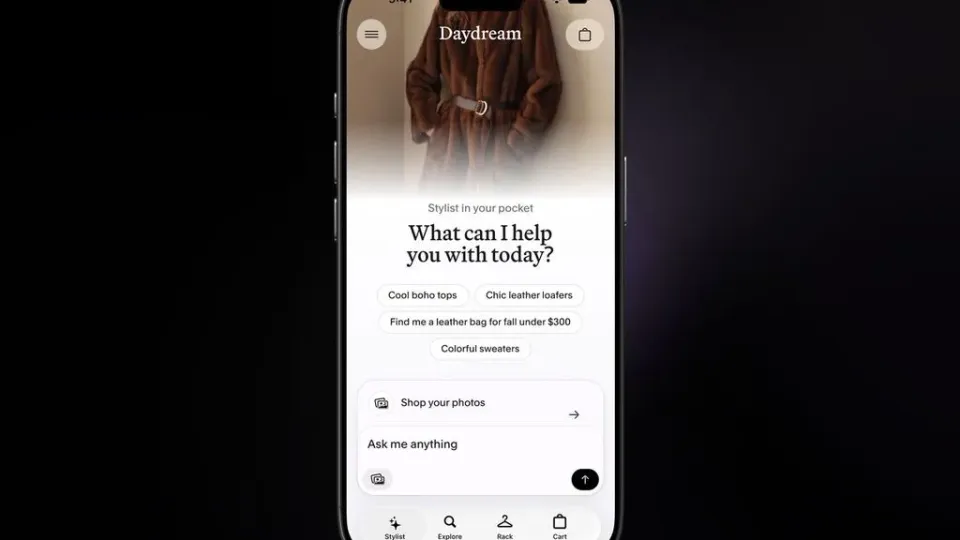 Daydream
Stylist in your pocket
What can I help
you with today?
Cool boho tops
Chic leather loafers
Find me a leather bag for fall under $300
Colorful sweaters
Shop your photos
Ask me anything
Stylist
Explore
Rack
Cart